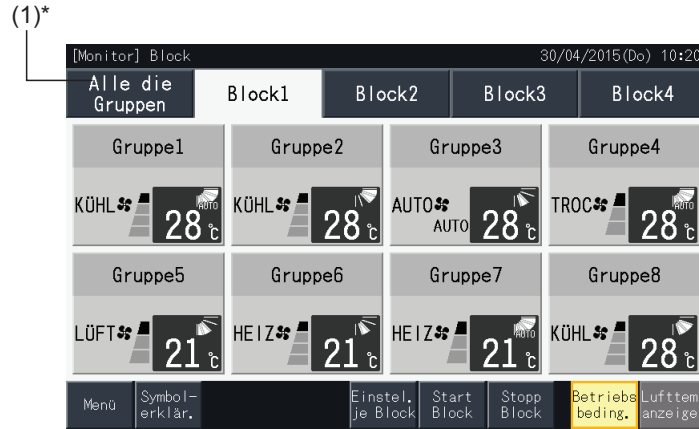 (1)*
[Monitor] Block 30/04/2015(Do) 10:20
Alle die
Gruppen
Block1 Block2 Block3 Block4
Gruppe1 Gruppe2 Gruppe3 Gruppe4
KÜHL AUTO 28 °C KÜHL 28 °C AUTO AUTO 28 °C TROC AUTO 28 °C
Gruppe5 Gruppe6 Gruppe7 Gruppe8
LÜFT 21 °C HEIZ 21 °C HEIZ AUTO 21 °C KÜHL 28 °C
Menü
Symbol-
erklär.
Einstel.
je Block
Start
Block
Stopp
Block
Betriebs
beding.
Lufttem
anzeige